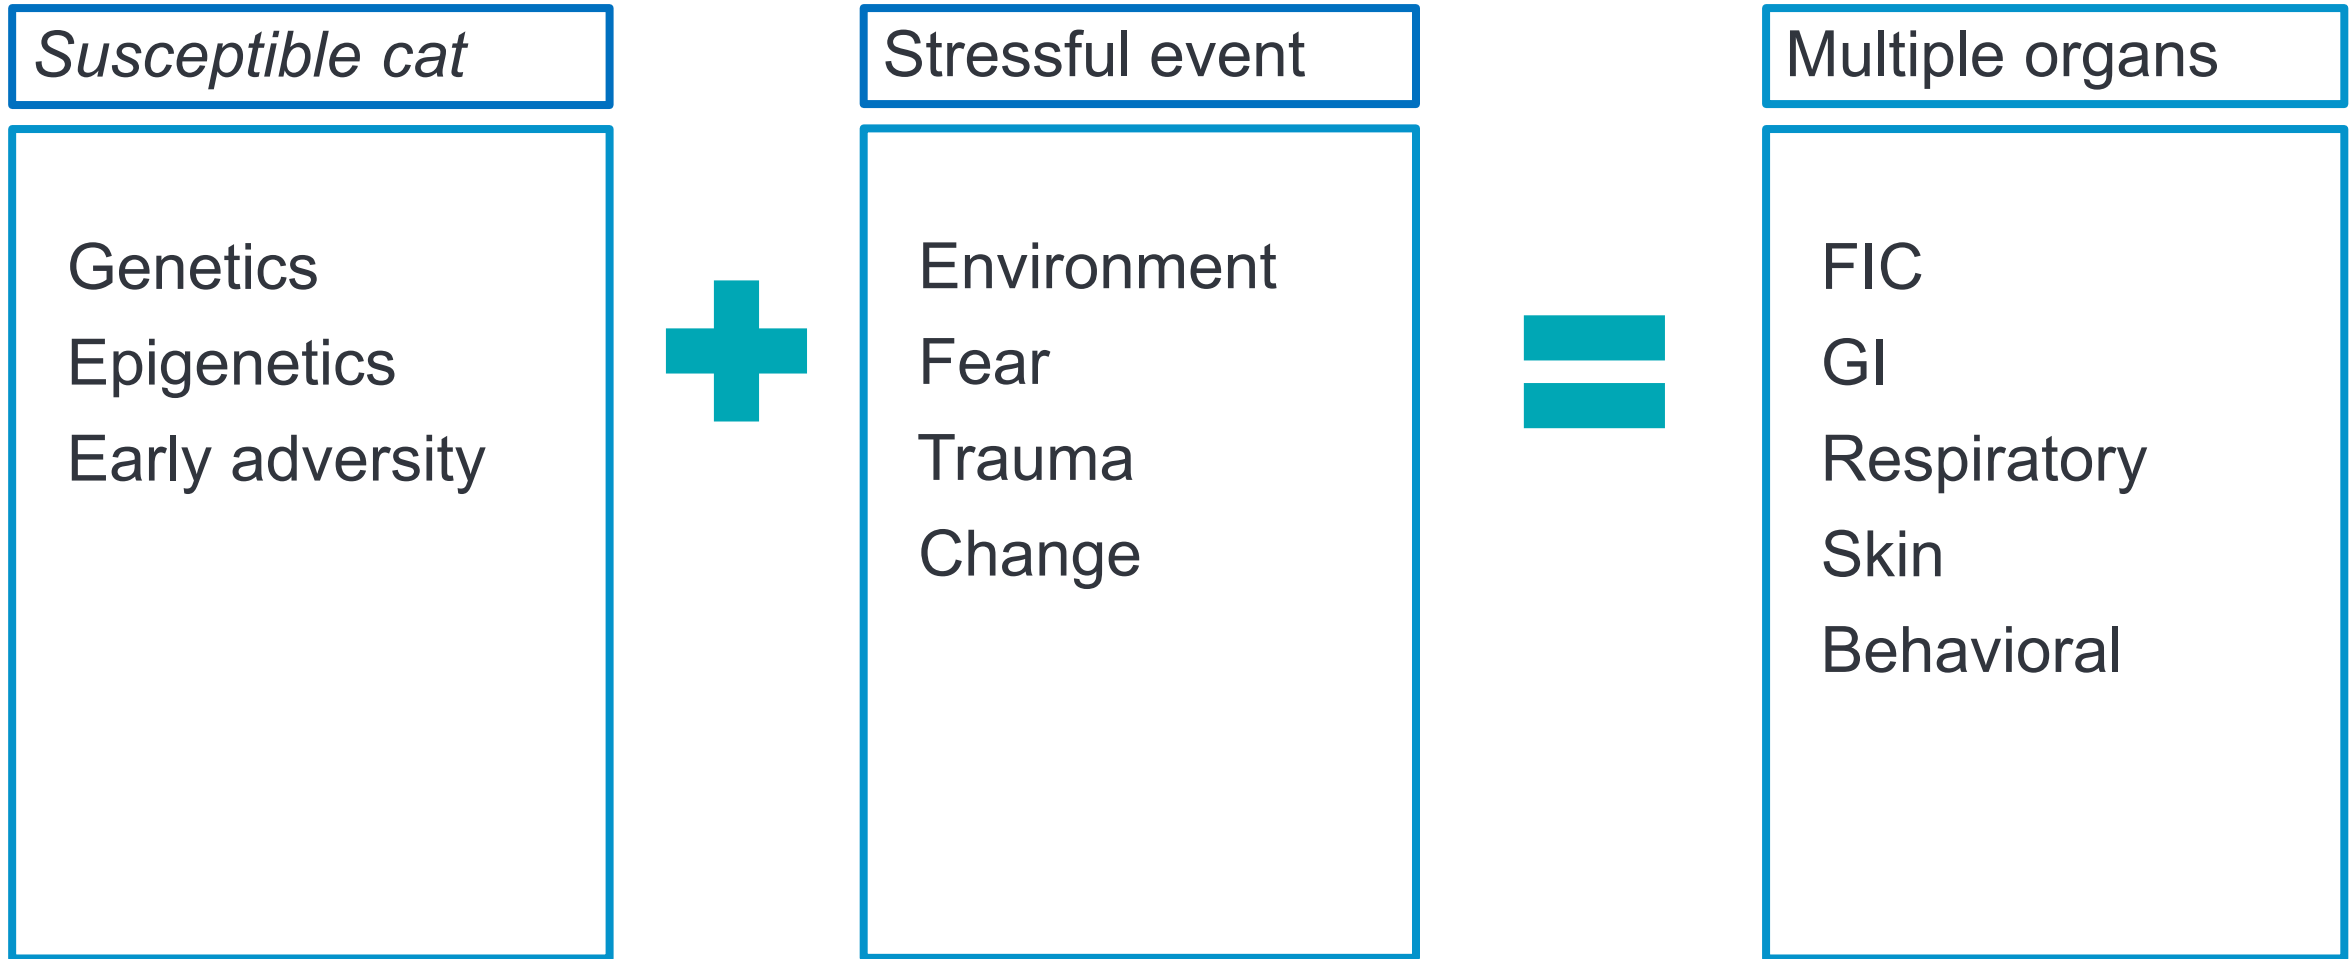 Susceptible cat
Genetics
Epigenetics
Early adversity
Stressful event
Environment
Fear
Trauma
Change
Multiple organs
FIC
GI
Respiratory
Skin
Behavioral